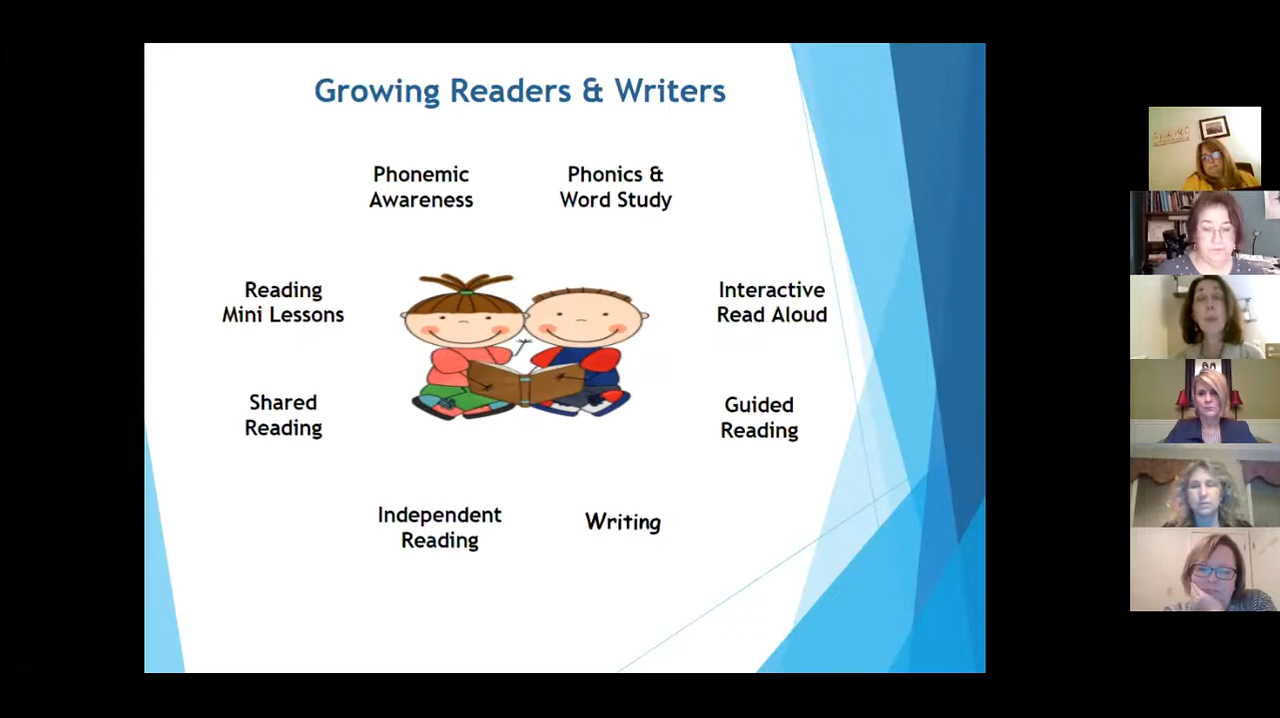 Growing Readers & Writers
Phonemic
Awareness
Phonics &
Word Study
Reading
Mini Lessons
Interactive
Read Aloud
Shared
Reading
Guided
Reading
Independent
Reading
Writing